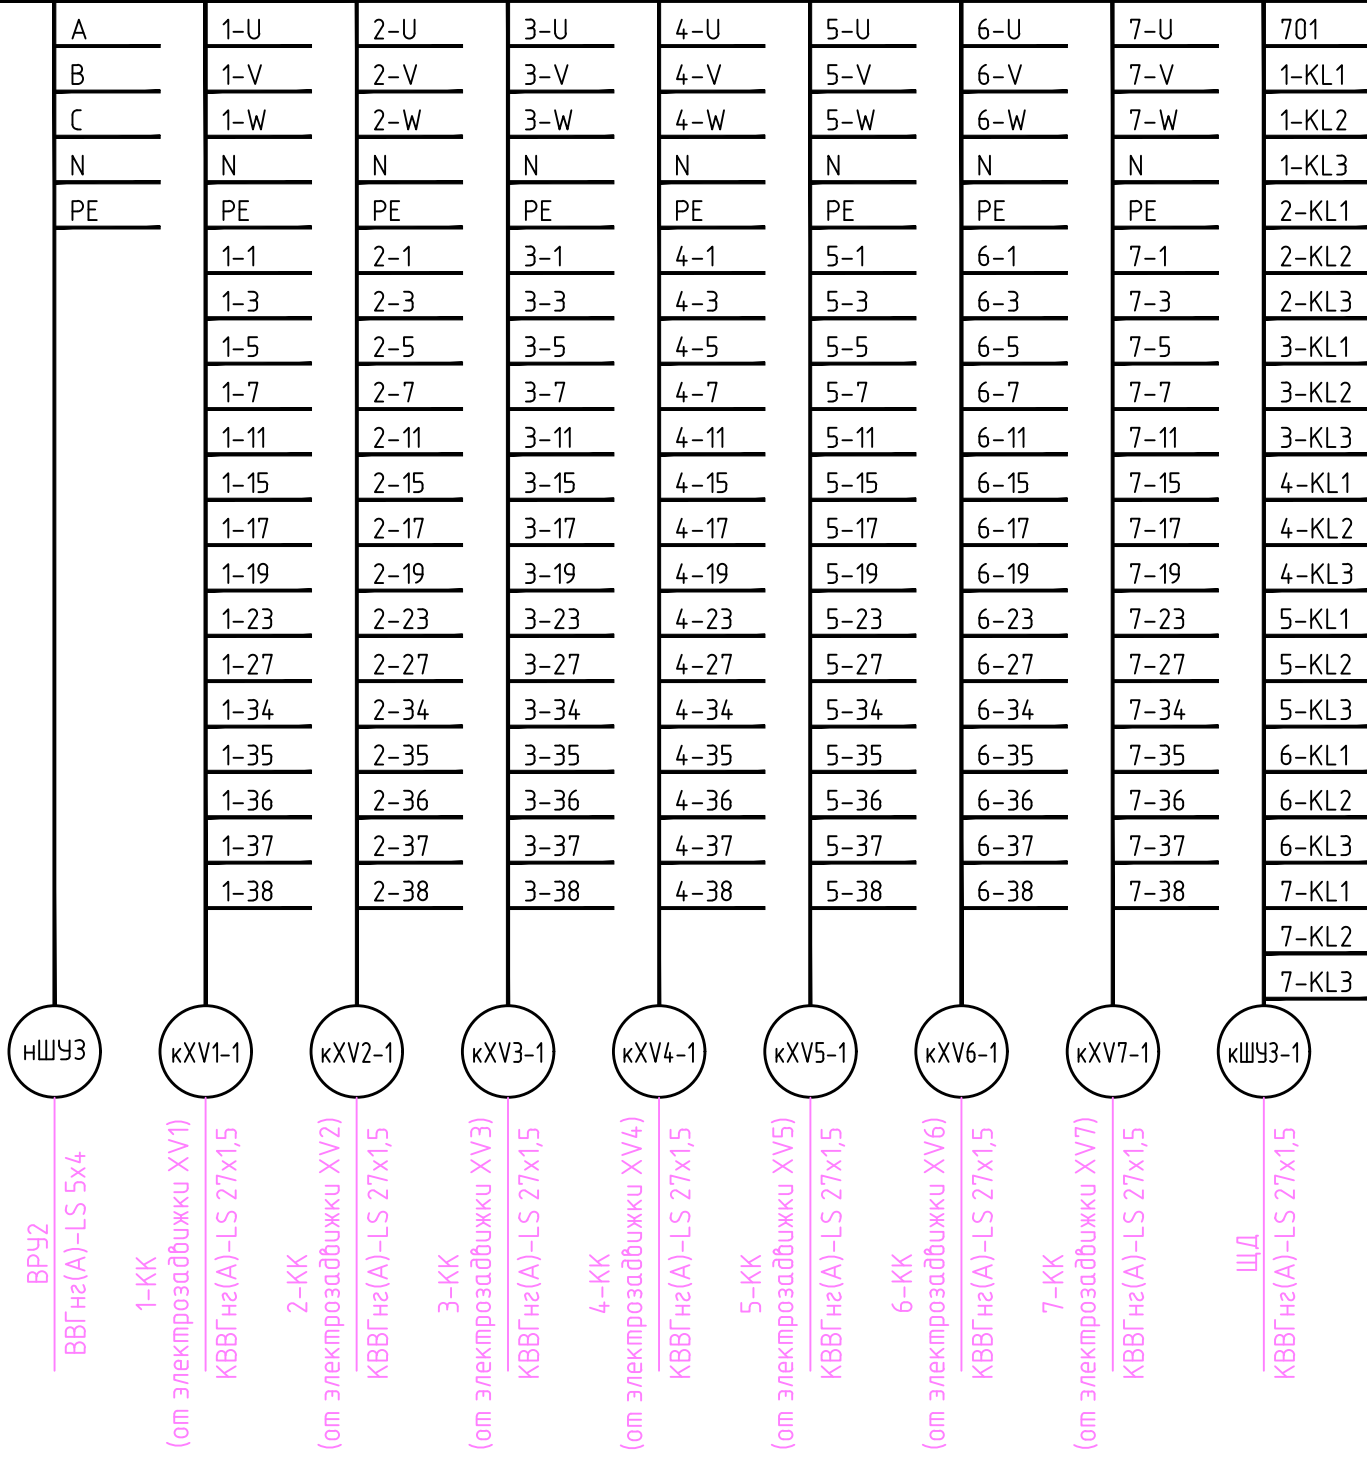 A 1-U 2-U 3-U 4-U 5-U 6-U 7-U 701
B 1-V 2-V 3-V 4-V 5-V 6-V 7-V 1-KL1
C 1-W 2-W 3-W 4-W 5-W 6-W 7-W 1-KL2
N N N N N N N N 1-KL3
PE PE PE PE PE PE PE PE 2-KL1
1-1 2-1 3-1 4-1 5-1 6-1 7-1 2-KL2
1-3 2-3 3-3 4-3 5-3 6-3 7-3 2-KL3
1-5 2-5 3-5 4-5 5-5 6-5 7-5 3-KL1
1-7 2-7 3-7 4-7 5-7 6-7 7-7 3-KL2
1-11 2-11 3-11 4-11 5-11 6-11 7-11 3-KL3
1-15 2-15 3-15 4-15 5-15 6-15 7-15 4-KL1
1-17 2-17 3-17 4-17 5-17 6-17 7-17 4-KL2
1-19 2-19 3-19 4-19 5-19 6-19 7-19 4-KL3
1-23 2-23 3-23 4-23 5-23 6-23 7-23 5-KL1
1-27 2-27 3-27 4-27 5-27 6-27 7-27 5-KL2
1-34 2-34 3-34 4-34 5-34 6-34 7-34 5-KL3
1-35 2-35 3-35 4-35 5-35 6-35 7-35 6-KL1
1-36 2-36 3-36 4-36 5-36 6-36 7-36 6-KL2
1-37 2-37 3-37 4-37 5-37 6-37 7-37 6-KL3
1-38 2-38 3-38 4-38 5-38 6-38 7-38 7-KL1
7-KL2
7-KL3
нШУ3 кXV1-1 кXV2-1 кXV3-1 кXV4-1 кXV5-1 кXV6-1 кXV7-1 кШУ3-1
ВРУ2
ВВГнг(А)-LS 5x4
1-КК
(от электрозадвижки XV1)
КВВГнг(А)-LS 27x1,5
2-КК
(от электрозадвижки XV2)
КВВГнг(А)-LS 27x1,5
3-КК
(от электрозадвижки XV3)
КВВГнг(А)-LS 27x1,5
4-КК
(от электрозадвижки XV4)
КВВГнг(А)-LS 27x1,5
5-КК
(от электрозадвижки XV5)
КВВГнг(А)-LS 27x1,5
6-КК
(от электрозадвижки XV6)
КВВГнг(А)-LS 27x1,5
7-КК
(от электрозадвижки XV7)
КВВГнг(А)-LS 27x1,5
ЩД
КВВГнг(А)-LS 27x1,5